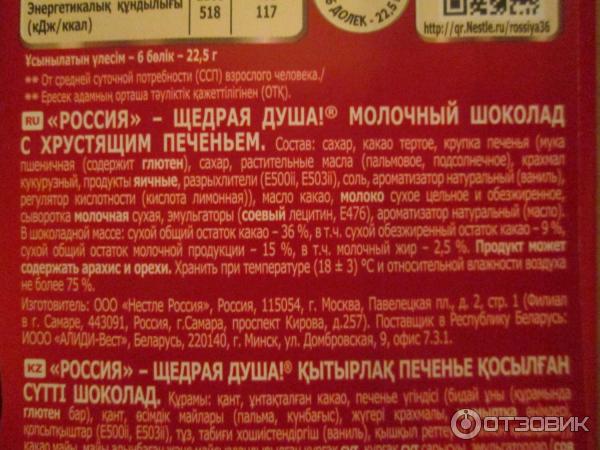 Энергетикалық құндылығы
(кДж/ккал)
518 117
6 ДОЛЕК - 22,5
http://qr.Nestle.ru/rossiya36
Ұсынылатын үлесім – 6 бөлік – 22,5 г
** От средней суточной потребности (ССП) взрослого человека./
** Ересек адамның орташа тәуліктік қажеттілігінен (ОТҚ).
RU «РОССИЯ» – ЩЕДРАЯ ДУША!® МОЛОЧНЫЙ ШОКОЛАД
С ХРУСТЯЩИМ ПЕЧЕНЬЕМ. Состав: сахар, какао тертое, крупка печенья (мука
пшеничная (содержит глютен), сахар, растительные масла (пальмовое, подсолнечное), крахмал
кукурузный, продукты яичные, разрыхлители (E500ii, E503ii), соль, ароматизатор натуральный (ваниль),
регулятор кислотности (кислота лимонная)), масло какао, молоко сухое цельное и обезжиренное,
сыворотка молочная сухая, эмульгаторы (соевый лецитин, E476), ароматизатор натуральный (масло).
В шоколадной массе: сухой общий остаток какао – 36 %, в т.ч. сухой обезжиренный остаток какао – 9 %,
сухой общий остаток молочной продукции – 15 %, в т.ч. молочный жир – 2,5 %. Продукт может
содержать арахис и орехи. Хранить при температуре (18 ± 3) °C и относительной влажности воздуха
не более 75 %.
Изготовитель: ООО «Нестле Россия», Россия, 115054, г. Москва, Павелецкая пл., д. 2, стр. 1 (Филиал
в г. Самаре, 443091, Россия, г.Самара, проспект Кирова, д.257). Поставщик в Республику Беларусь:
ИООО «АЛИДИ-Вест», Беларусь, 220140, г. Минск, ул. Домбровская, 9, офис 7.3.1.
KZ «РОССИЯ» – ЩЕДРАЯ ДУША!® ҚЫТЫРЛАҚ ПЕЧЕНЬЕ ҚОСЫЛҒАН
СҮТТІ ШОКОЛАД. Құрамы: қант, ұнтақталған какао, печенье үгіндісі (бидай ұны (құрамында
глютен бар), қант, өсімдік майлары (пальма, күнбағыс), жүгері крахмалы,
қопсытқыштар (E500ii, E503ii), тұз, табиғи хошиістендіргіш (ваниль), қышқыл
ОТЗОВИК